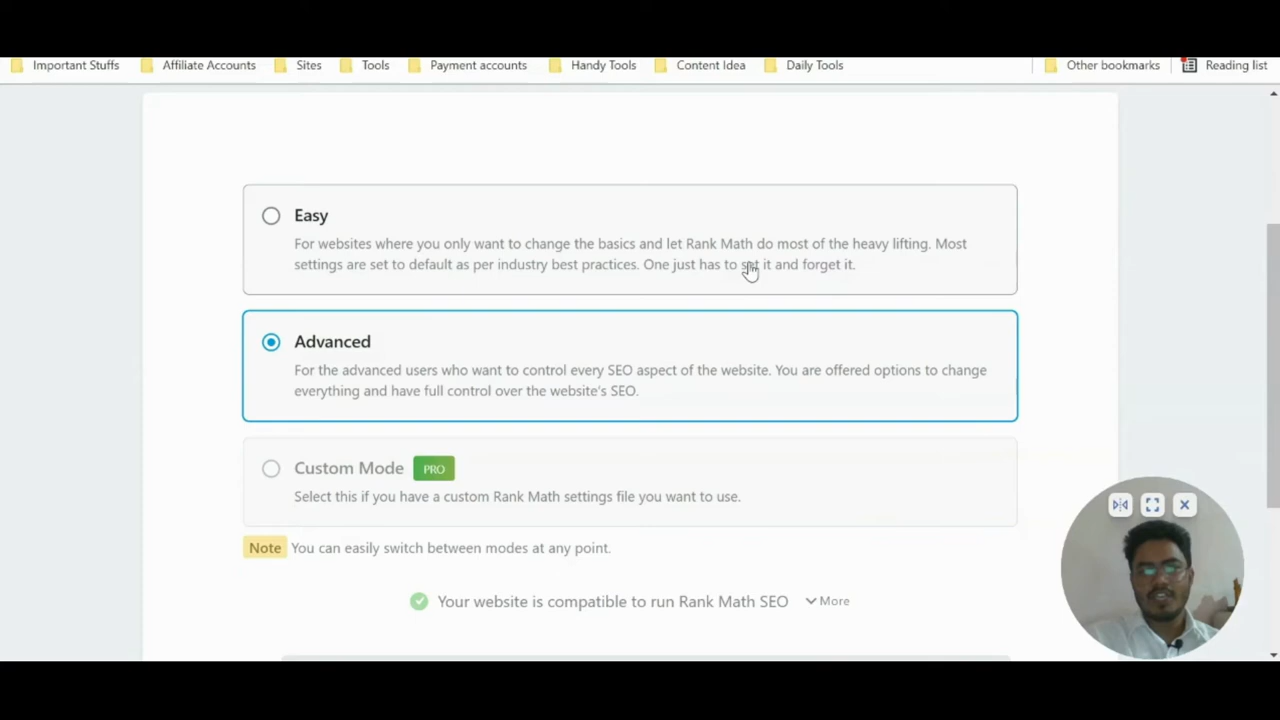 Important Stuffs Affiliate Accounts Sites Tools Payment accounts Handy Tools Content Idea Daily Tools Other bookmarks Reading list
Easy
For websites where you only want to change the basics and let Rank Math do most of the heavy lifting. Most
settings are set to default as per industry best practices. One just has to set it and forget it.
Advanced
For the advanced users who want to control every SEO aspect of the website. You are offered options to change
everything and have full control over the website's SEO.
Custom Mode PRO
Select this if you have a custom Rank Math settings file you want to use.
Note You can easily switch between modes at any point.
Your website is compatible to run Rank Math SEO More